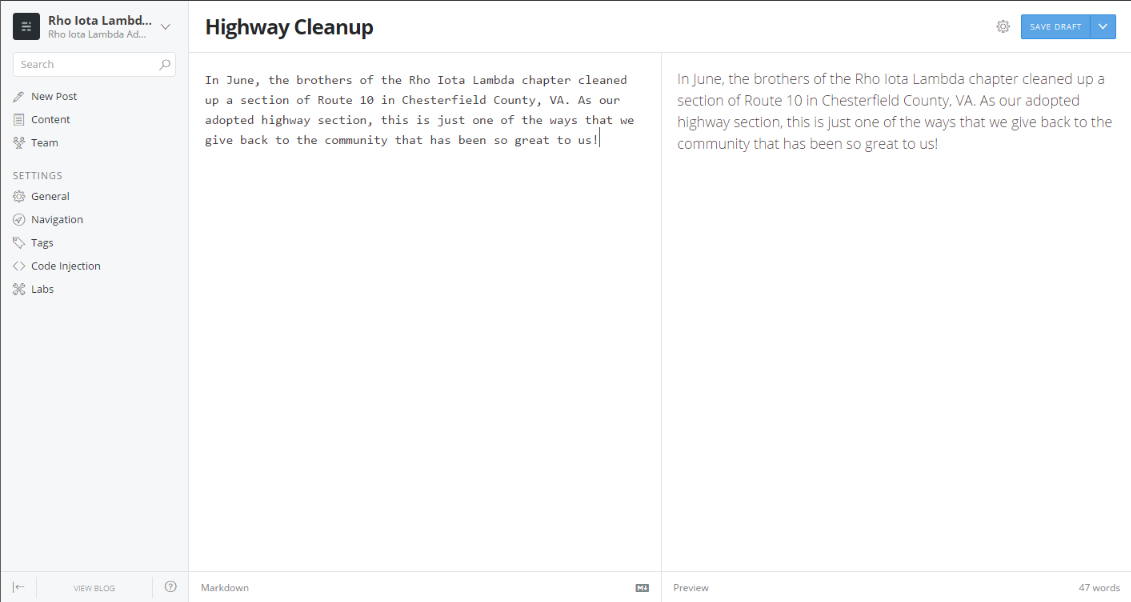 Rho Iota Lambd...
Rho Iota Lambda Ad...
Search
New Post
Content
Team
SETTINGS
General
Navigation
Tags
Code Injection
Labs
VIEW BLOG
?
Highway Cleanup
SAVE DRAFT
In June, the brothers of the Rho Iota Lambda chapter cleaned
up a section of Route 10 in Chesterfield County, VA. As our
adopted highway section, this is just one of the ways that we
give back to the community that has been so great to us!
Markdown
M
In June, the brothers of the Rho Iota Lambda chapter cleaned up a
section of Route 10 in Chesterfield County, VA. As our adopted
highway section, this is just one of the ways that we give back to the
community that has been so great to us!
Preview
47 words